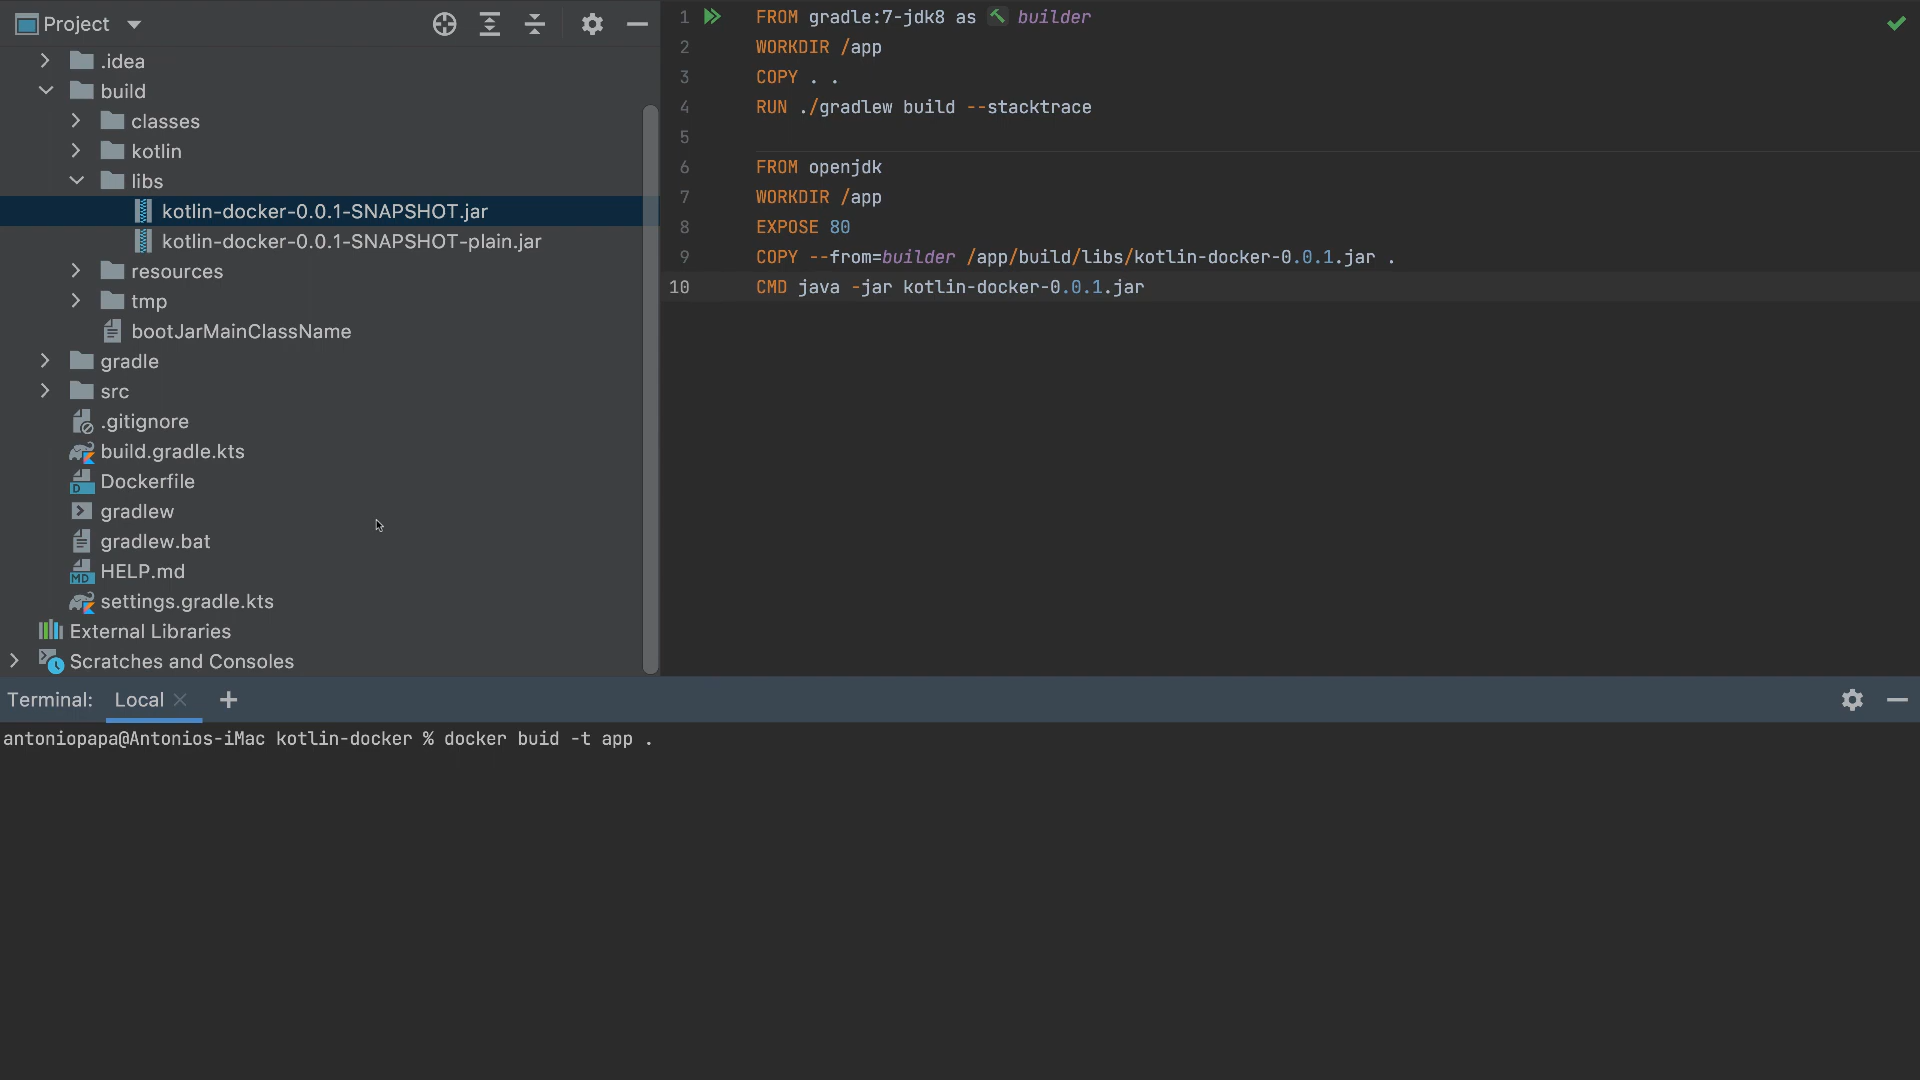 Project
.idea
build
classes
kotlin
libs
kotlin-docker-0.0.1-SNAPSHOT.jar
kotlin-docker-0.0.1-SNAPSHOT-plain.jar
resources
tmp
bootJarMainClassName
gradle
src
.gitignore
build.gradle.kts
Dockerfile
gradlew
gradlew.bat
HELP.md
settings.gradle.kts
External Libraries
Scratches and Consoles
1 FROM gradle:7-jdk8 as builder
2 WORKDIR /app
3 COPY . .
4 RUN ./gradlew build --stacktrace
5
6 FROM openjdk
7 WORKDIR /app
8 EXPOSE 80
9 COPY --from=builder /app/build/libs/kotlin-docker-0.0.1.jar .
10 CMD java -jar kotlin-docker-0.0.1.jar
Terminal: Local
antoniopapa@Antonios-iMac kotlin-docker % docker buid -t app .